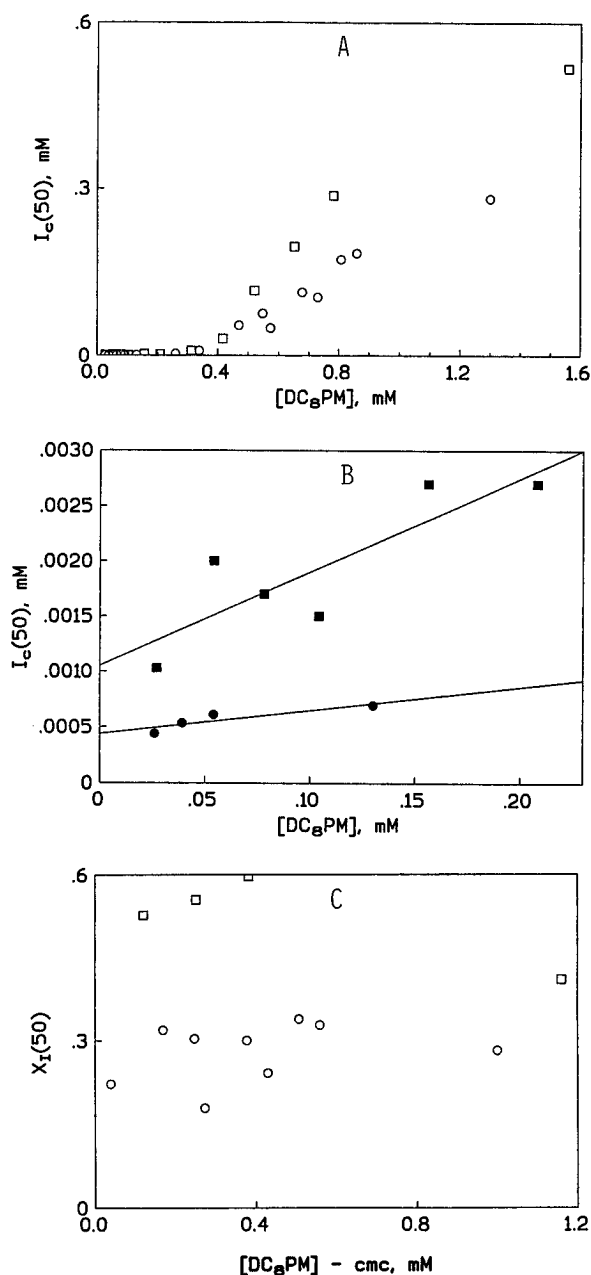 A
.6
.3
0
I_c(50), mM
0.0 0.4 0.8 1.2 1.6
[DC₈PM], mM
B
.0030
.0025
.0020
.0015
.0010
.0005
0
I_c(50), mM
0 .05 .10 .15 .20
[DC₈PM], mM
C
.6
.3
0
X_I(50)
0.0 0.4 0.8 1.2
[DC₈PM] - cmc, mM